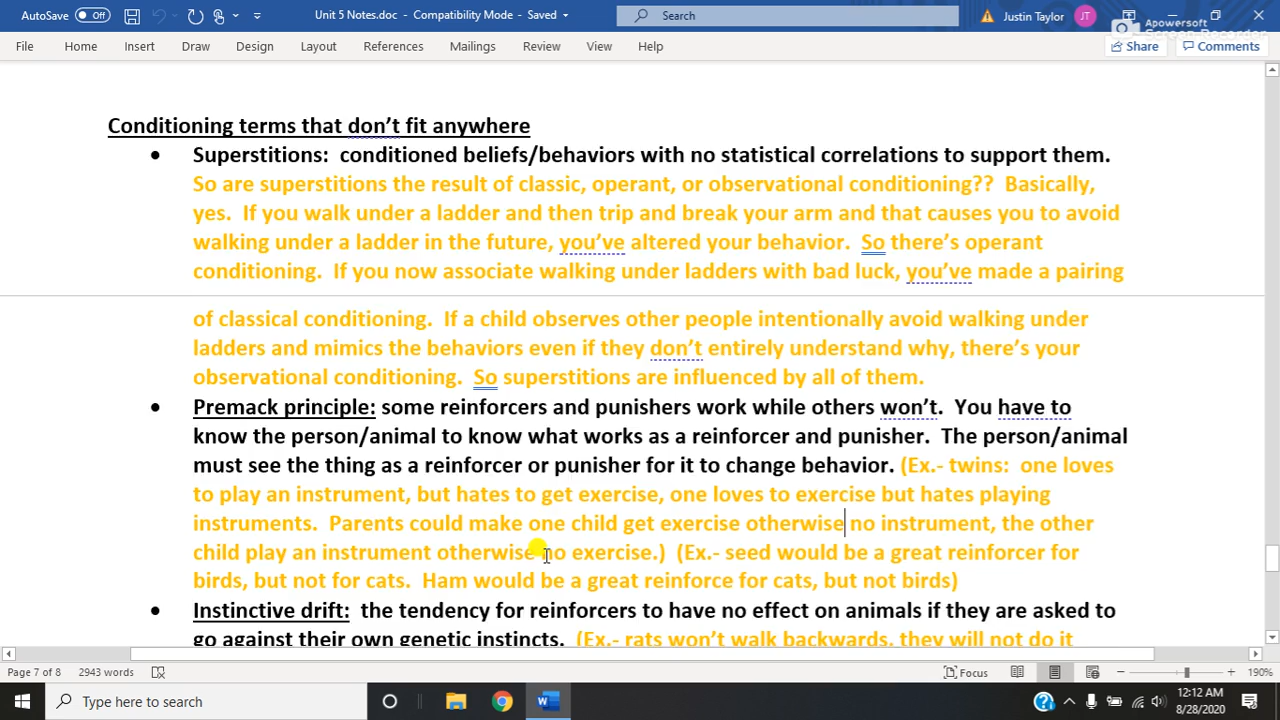 AutoSave Off Unit 5 Notes.doc - Compatibility Mode - Saved Search Justin Taylor JT
Apowersoft
Screen Recorder
File Home Insert Draw Design Layout References Mailings Review View Help Share Comments
Conditioning terms that don’t fit anywhere
• Superstitions: conditioned beliefs/behaviors with no statistical correlations to support them.
So are superstitions the result of classic, operant, or observational conditioning?? Basically,
yes. If you walk under a ladder and then trip and break your arm and that causes you to avoid
walking under a ladder in the future, you’ve altered your behavior. So there’s operant
conditioning. If you now associate walking under ladders with bad luck, you’ve made a pairing
of classical conditioning. If a child observes other people intentionally avoid walking under
ladders and mimics the behaviors even if they don’t entirely understand why, there’s your
observational conditioning. So superstitions are influenced by all of them.
• Premack principle: some reinforcers and punishers work while others won’t. You have to
know the person/animal to know what works as a reinforcer and punisher. The person/animal
must see the thing as a reinforcer or punisher for it to change behavior. (Ex.- twins: one loves
to play an instrument, but hates to get exercise, one loves to exercise but hates playing
instruments. Parents could make one child get exercise otherwise no instrument, the other
child play an instrument otherwise no exercise.) (Ex.- seed would be a great reinforcer for
birds, but not for cats. Ham would be a great reinforce for cats, but not birds)
• Instinctive drift: the tendency for reinforcers to have no effect on animals if they are asked to
go against their own genetic instincts. (Ex.- rats won’t walk backwards, they will not do it
Page 7 of 8 2943 words Focus 190%
Type here to search 12:12 AM
8/28/2020